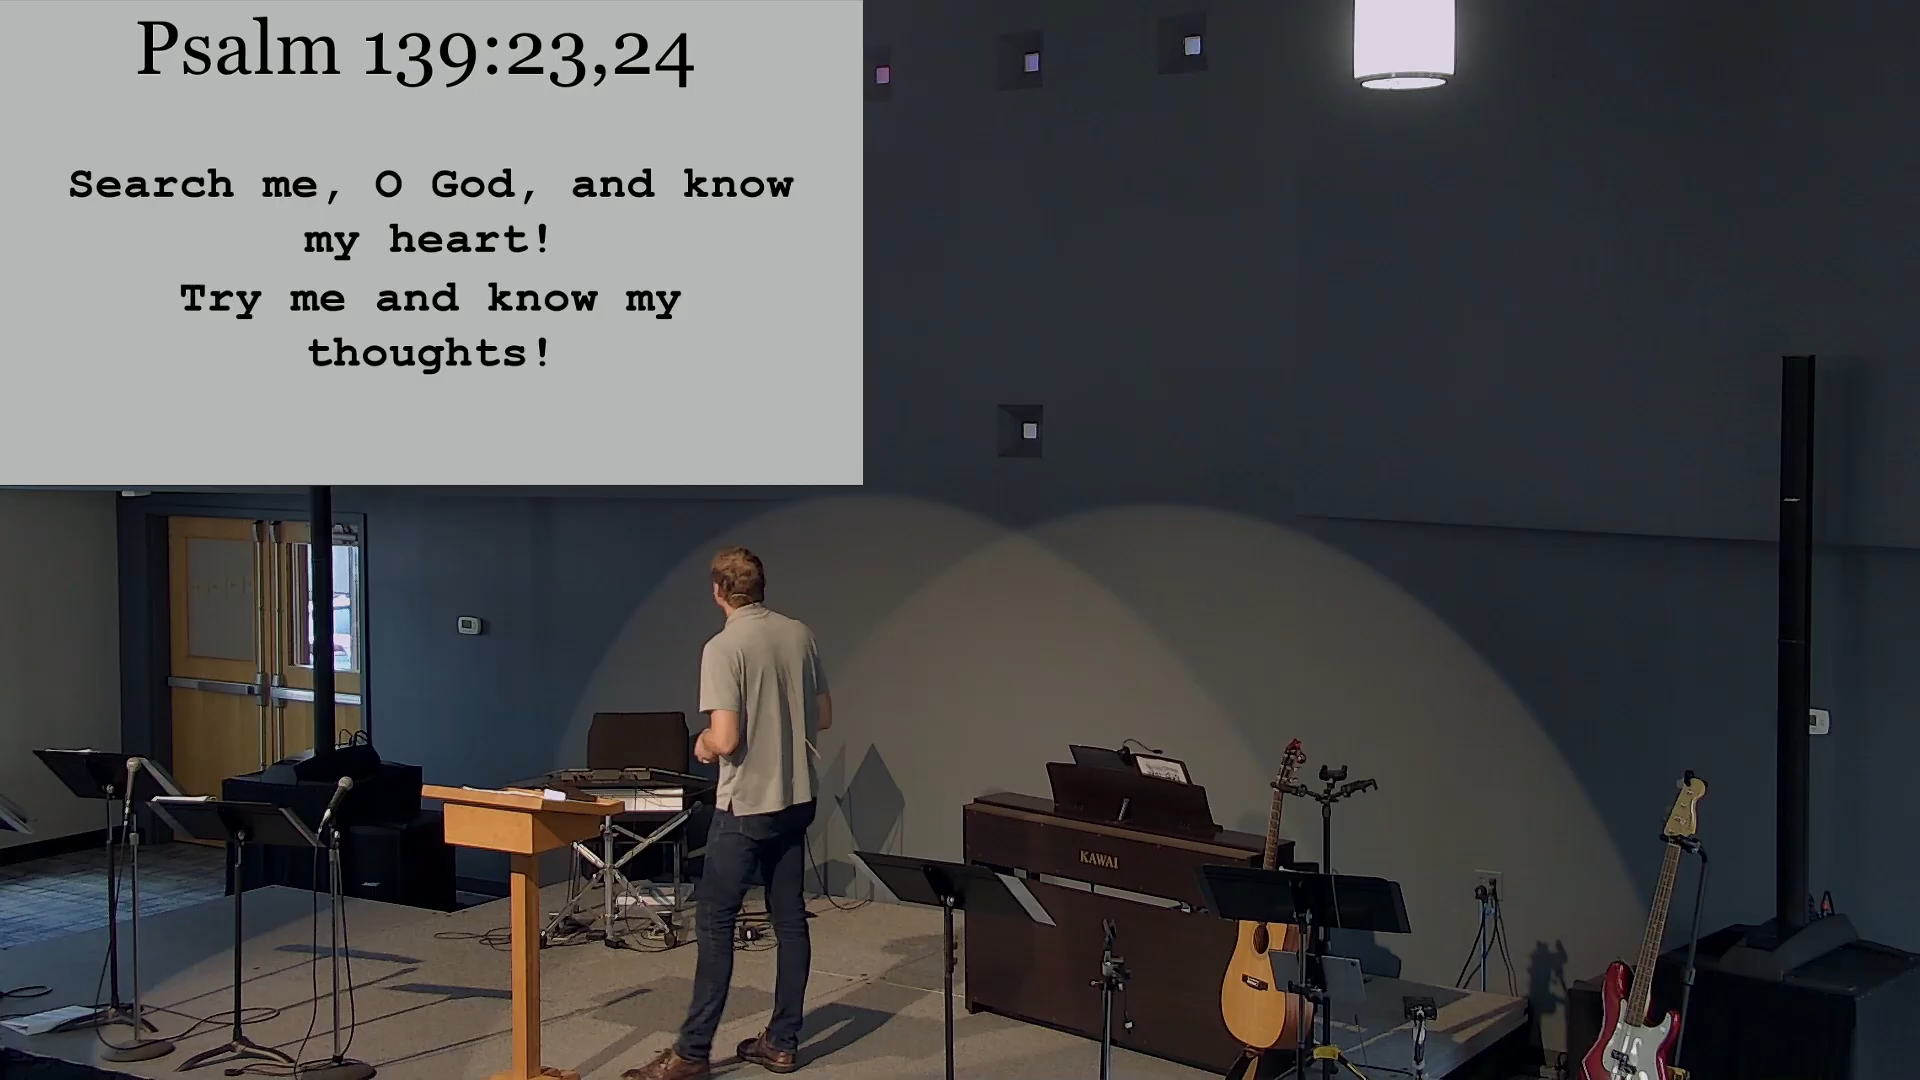 Psalm 139:23,24
Search me, O God, and know
my heart!
Try me and know my
thoughts!
KAWAI